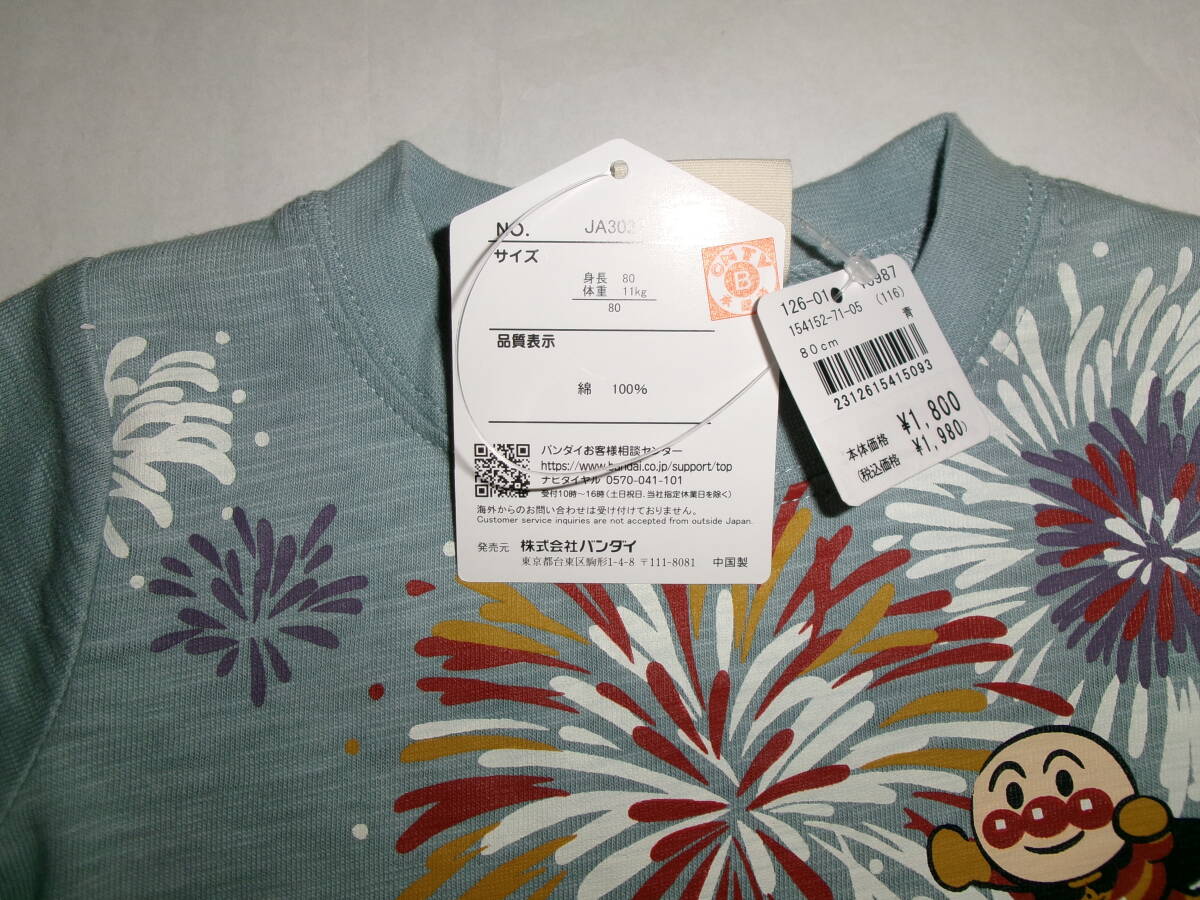 NO. JA302
サイズ
身長 80
体重 11kg
80
品質表示
綿 100%
バンダイお客様相談センター
https://www.bandai.co.jp/support/top
ナビダイヤル 0570-041-101
受付10時～16時(土日祝日、当社指定休業日を除く)
海外からのお問い合わせは受け付けておりません。
Customer service inquiries are not accepted from outside Japan.
発売元 株式会社バンダイ
東京都台東区駒形1-4-8 〒111-8081 中国製
B
126-01
154152-71-05 (116)
80cm 青
2312615415093
本体価格 ¥1,800
(税込価格 ¥1,980)